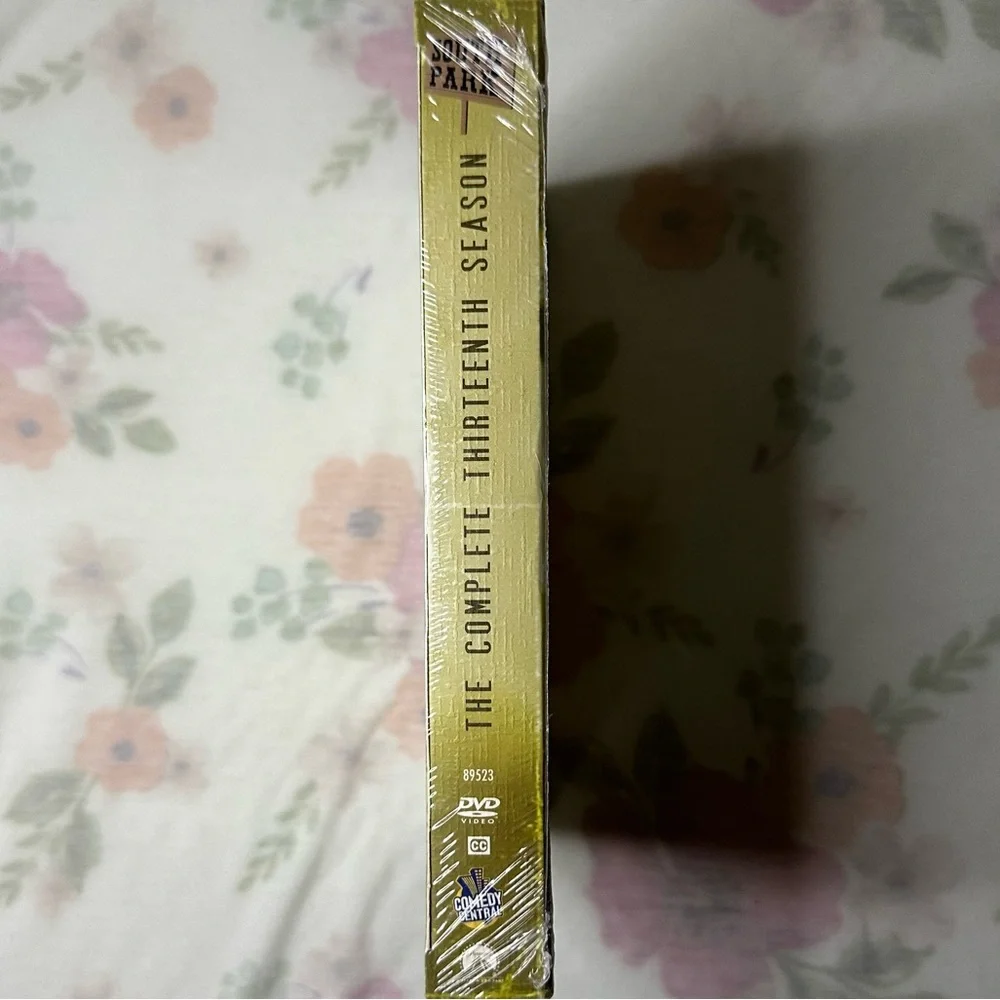 SOUTH
PARK
THE COMPLETE THIRTEENTH SEASON
89523
DVD
VIDEO
CC
COMEDY
CENTRAL